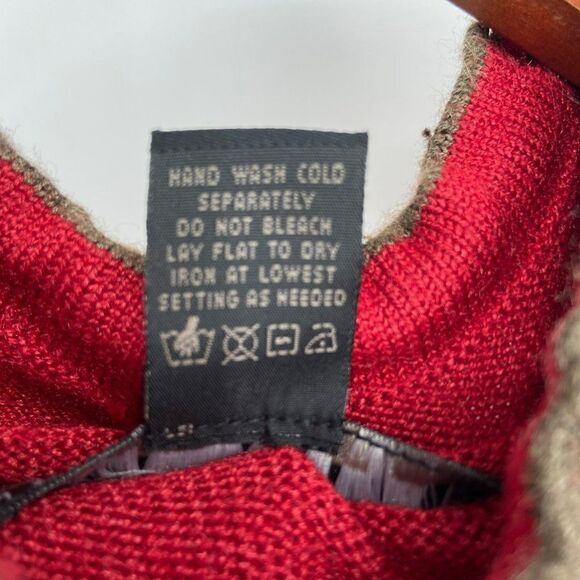 HAND WASH COLD
SEPARATELY
DO NOT BLEACH
LAY FLAT TO DRY
IRON AT LOWEST
SETTING AS NEEDED